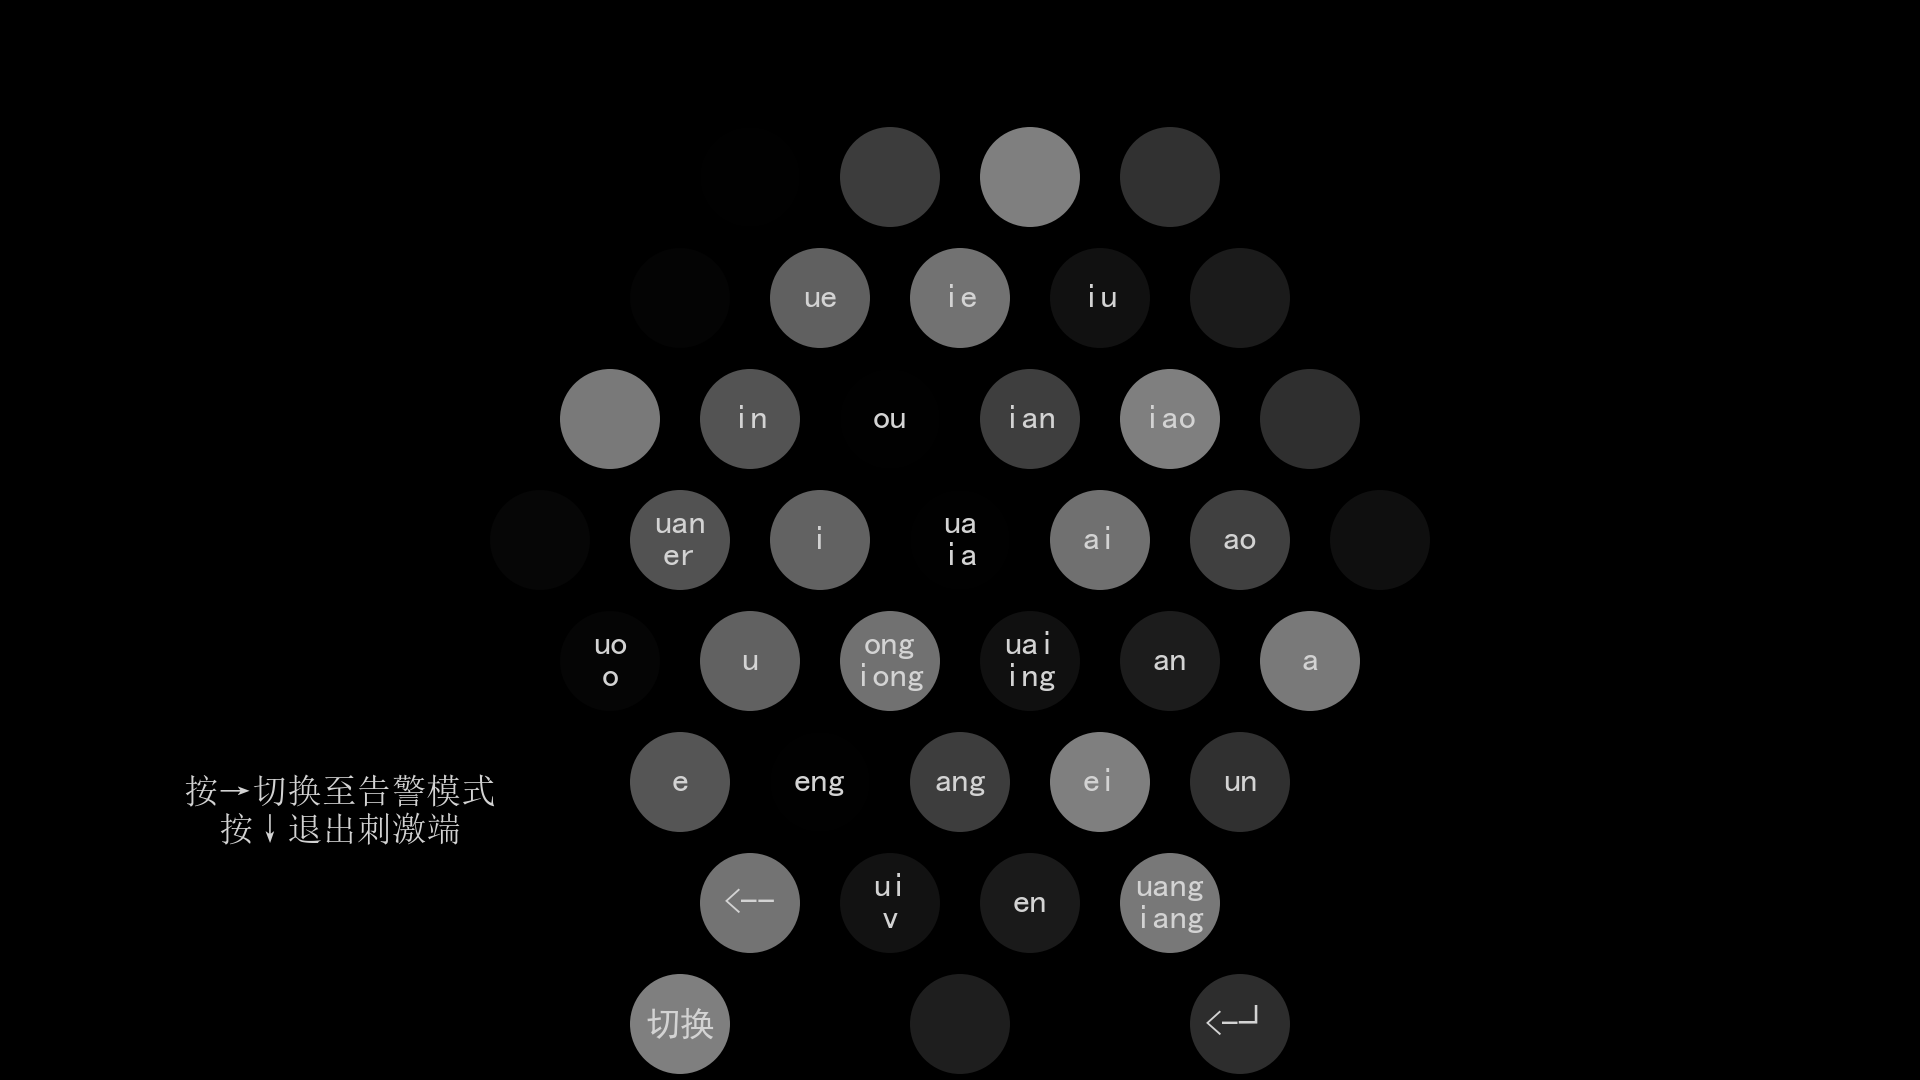 ue
ie
iu
in
ou
ian
iao
uan
er
i
ua
ia
ai
ao
uo
o
u
ong
iong
uai
ing
an
a
e
eng
ang
ei
un
按→切换至告警模式
按↓退出刺激端
<--
ui
v
en
uang
iang
切换
<-┘